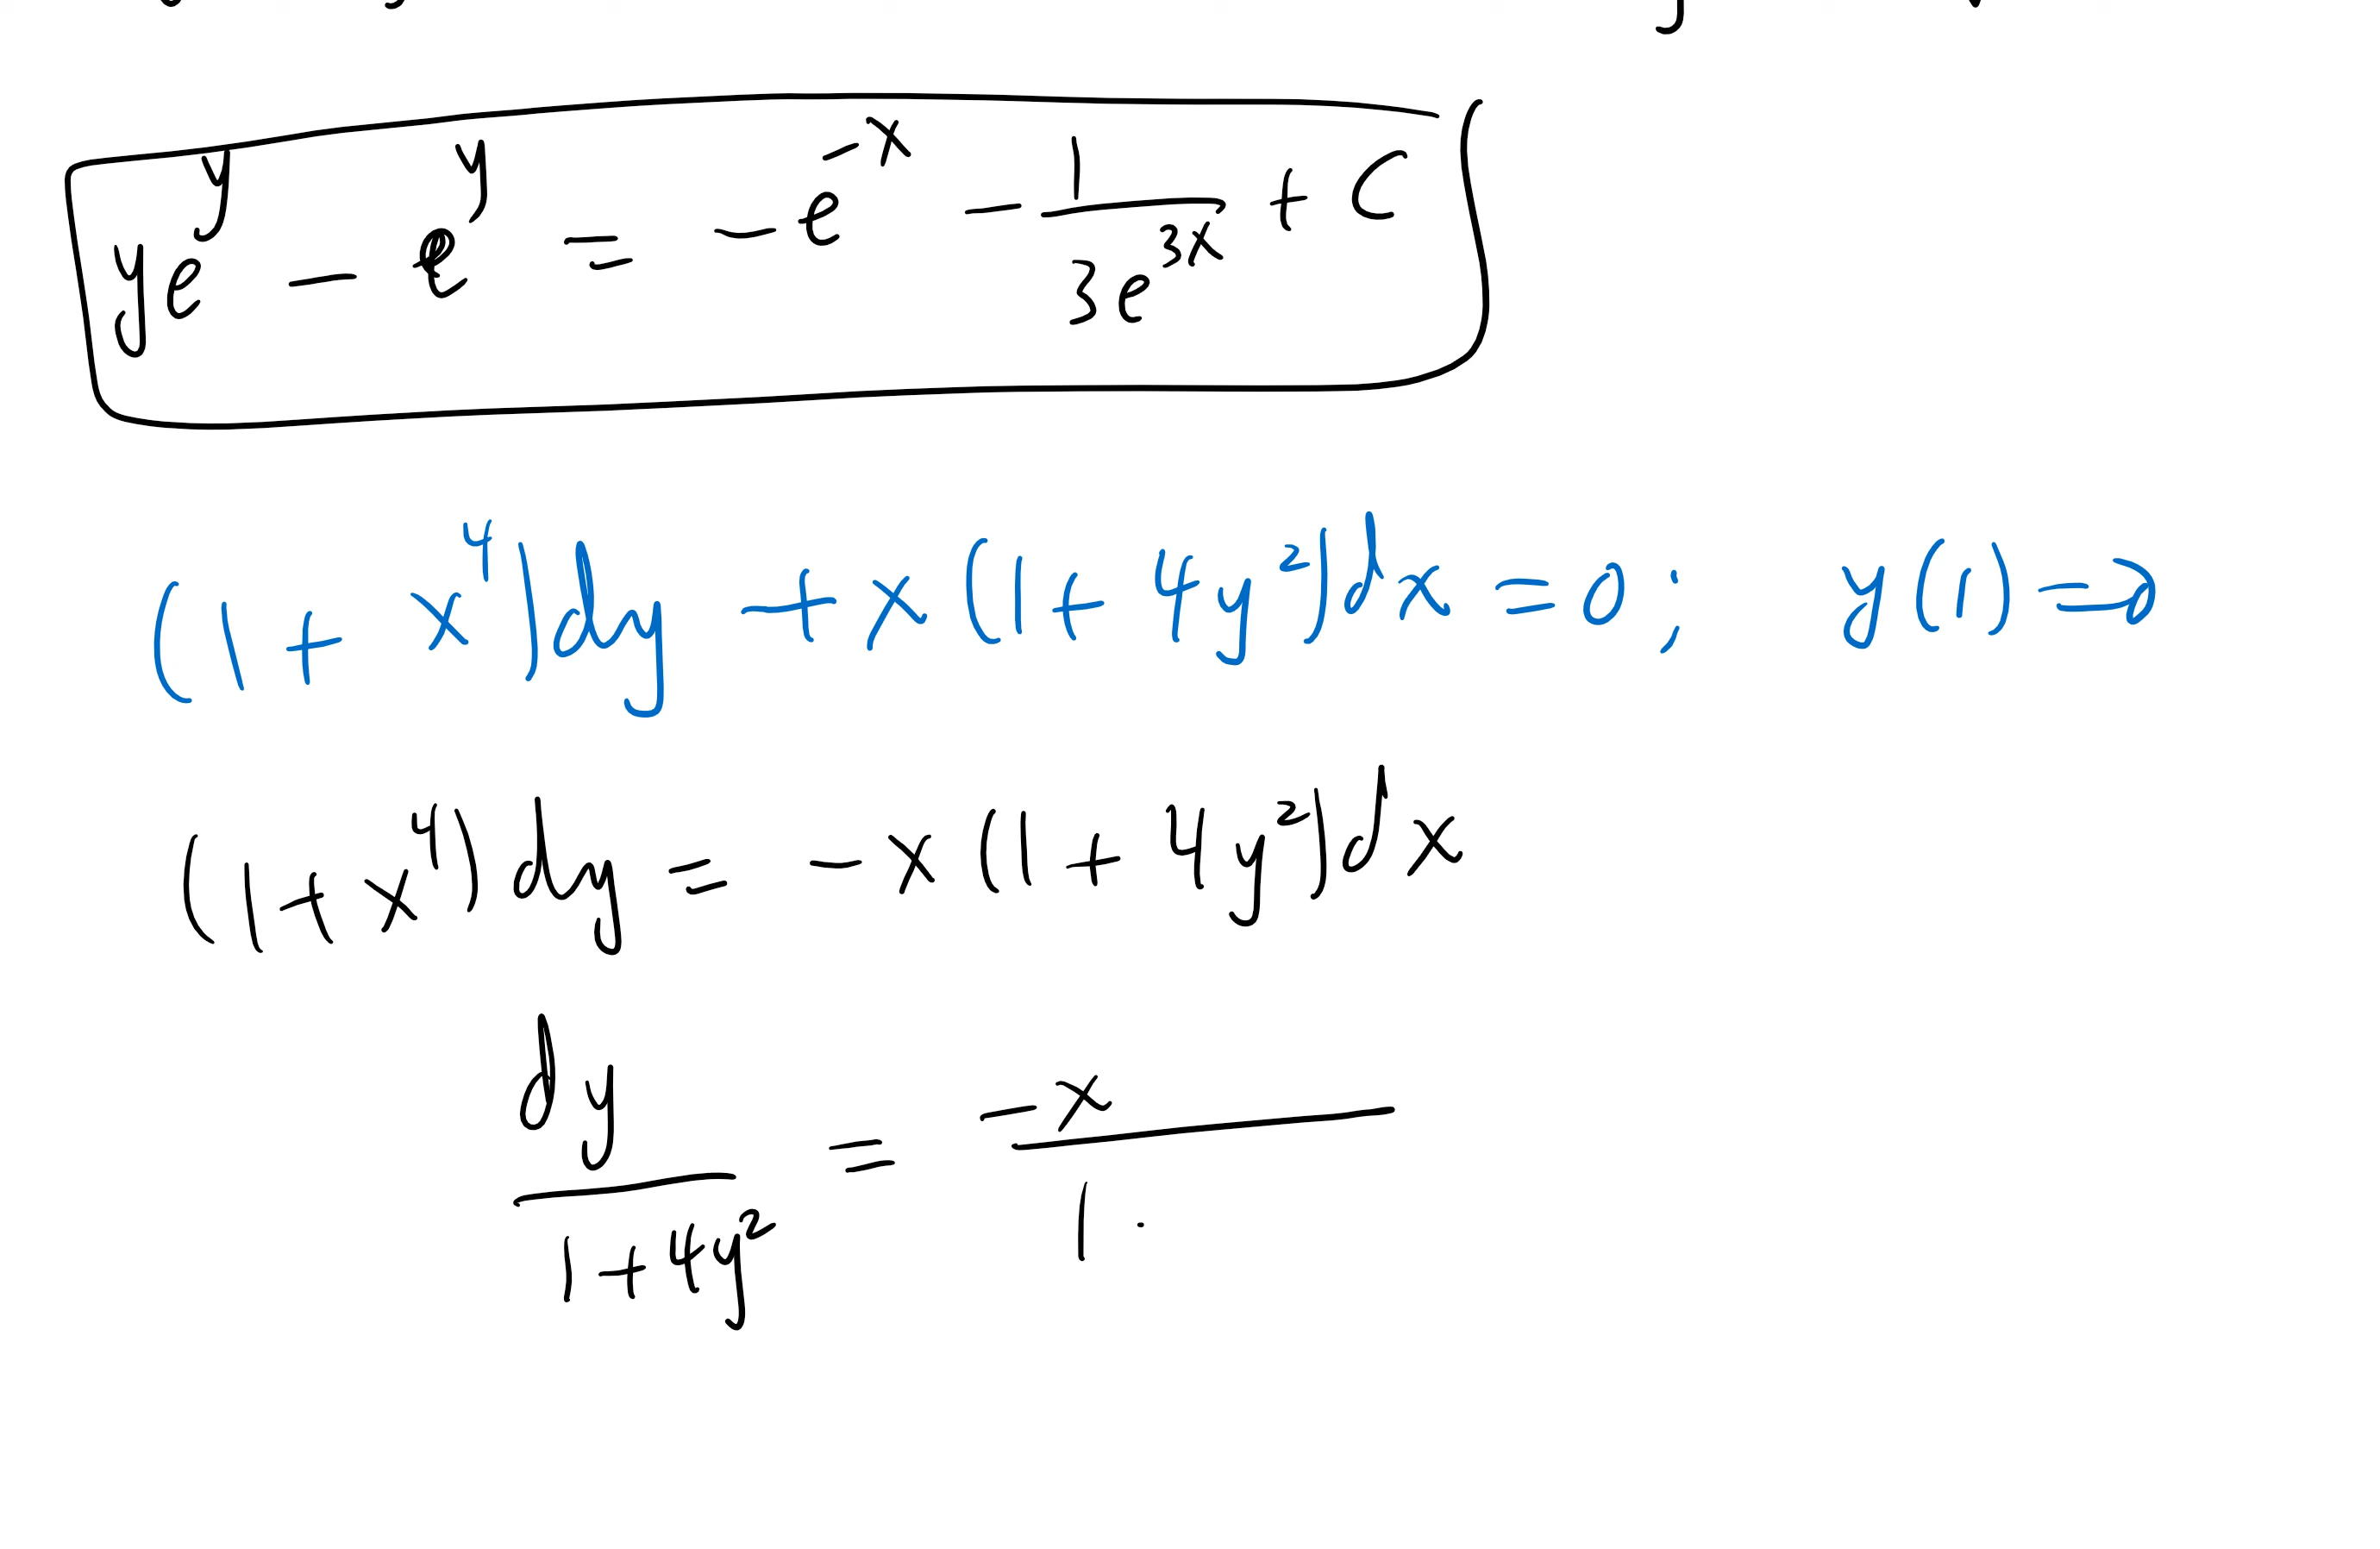 ye^y - e^y = -e^{-x} - 1/(3e^{3x}) + C
(1 + x^4)dy + x(1 + 4y^2)dx = 0 ; y(1) = 0
(1 + x^4)dy = -x(1 + 4y^2)dx
dy/(1 + 4y^2) = -x/(1 ·